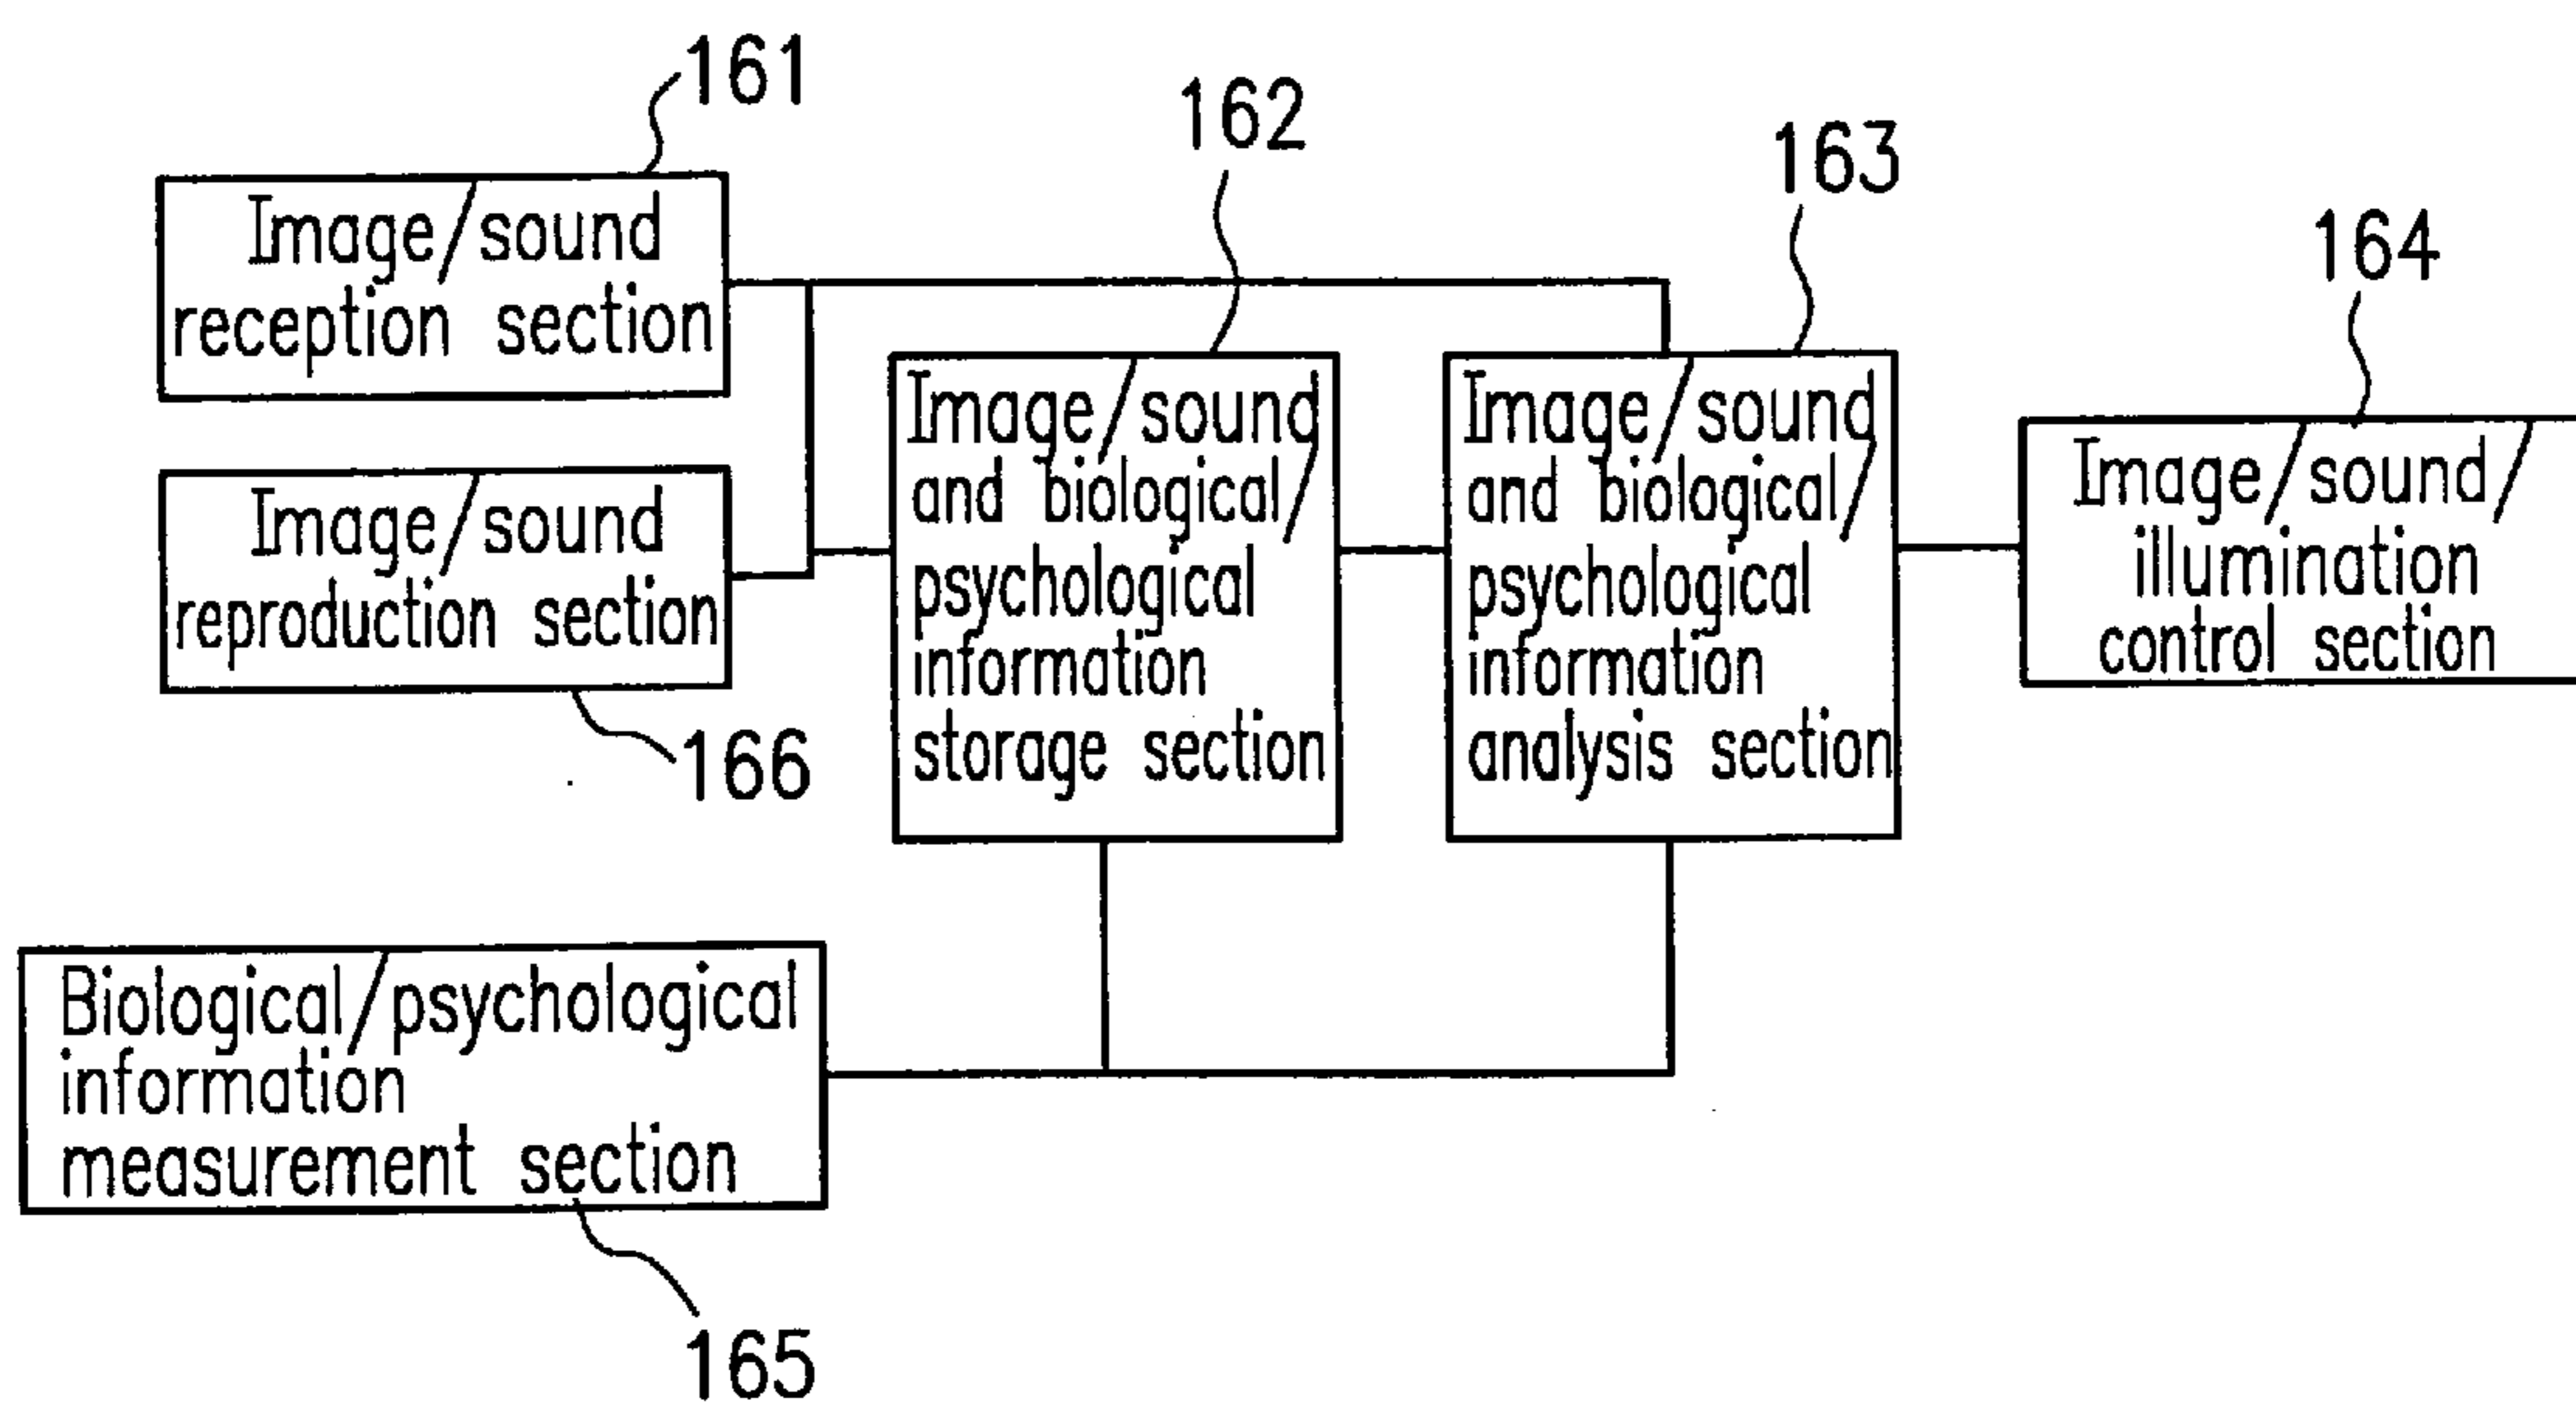 161
Image/sound
reception section
162
Image/sound
and biological/
psychological
information
storage section
163
Image/sound
and biological/
psychological
information
analysis section
164
Image/sound/
illumination
control section
Image/sound
reproduction section
166
Biological/psychological
information
measurement section
165